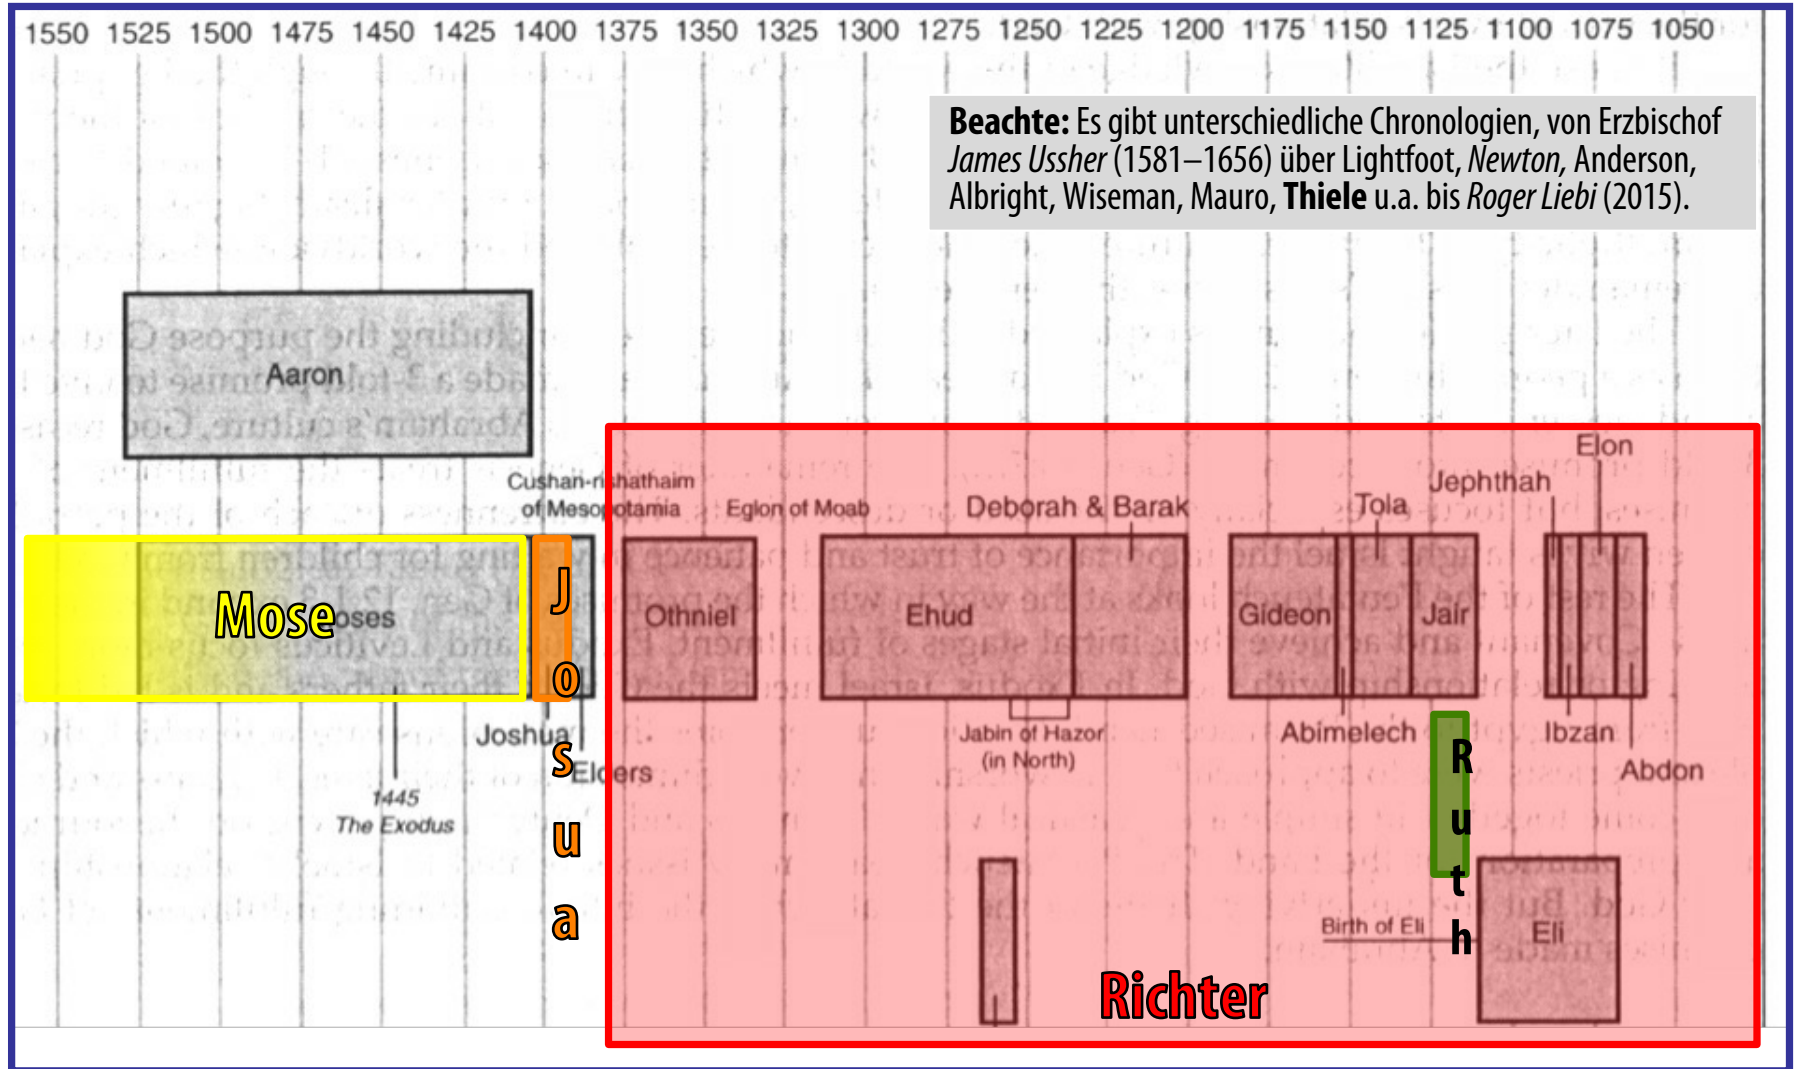 1550 1525 1500 1475 1450 1425 1400 1375 1350 1325 1300 1275 1250 1225 1200 1175 1150 1125 1100 1075 1050
Beachte: Es gibt unterschiedliche Chronologien, von Erzbischof
James Ussher (1581–1656) über Lightfoot, Newton, Anderson,
Albright, Wiseman, Mauro, Thiele u.a. bis Roger Liebi (2015).
Aaron
Cushan-rishathaim
of Mesopotamia
Eglon of Moab
Deborah & Barak
Tola
Jephthah
Elon
Mose
oses
Josua
Othniel
Ehud
Gideon
Jair
Joshua
Elders
1445
The Exodus
Jabin of Hazor
(in North)
Abimelech
Ruth
Ibzan
Abdon
Birth of Eli
Eli
Richter